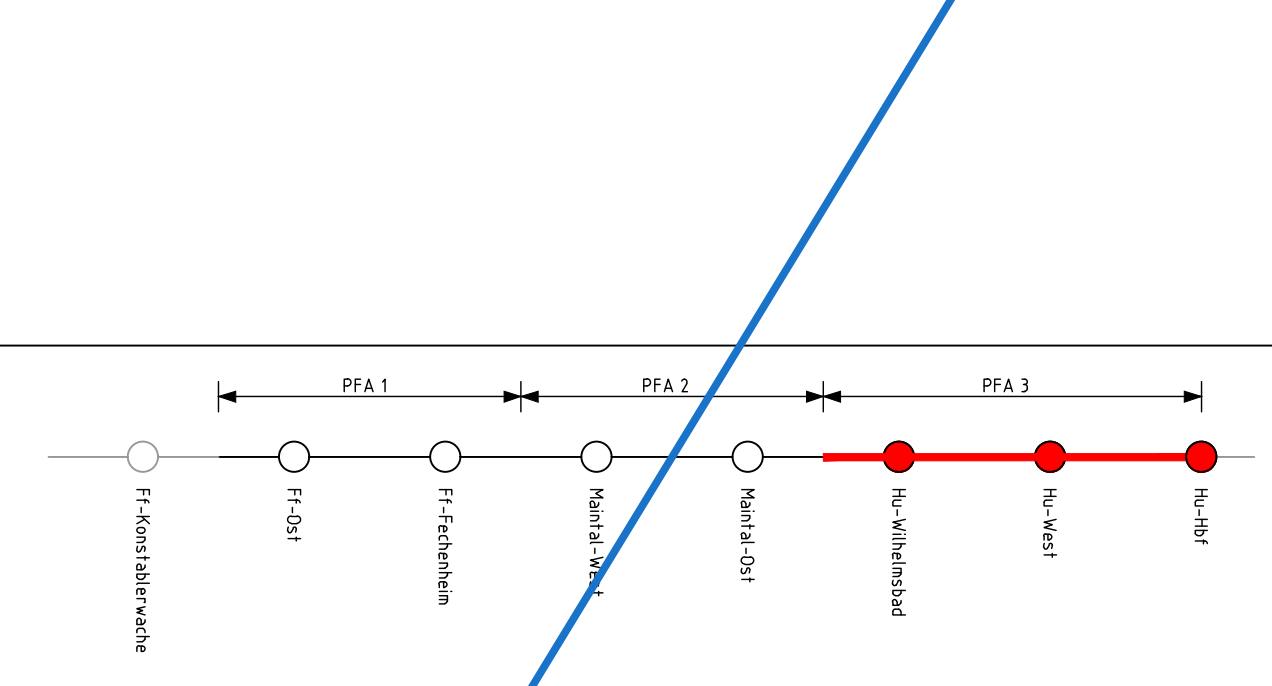 PFA 1
PFA 2
PFA 3
Ff-Konstablerwache
Ff-Ost
Ff-Fechenheim
Maintal-West
Maintal-Ost
Hu-Wilhelmsbad
Hu-West
Hu-Hbf